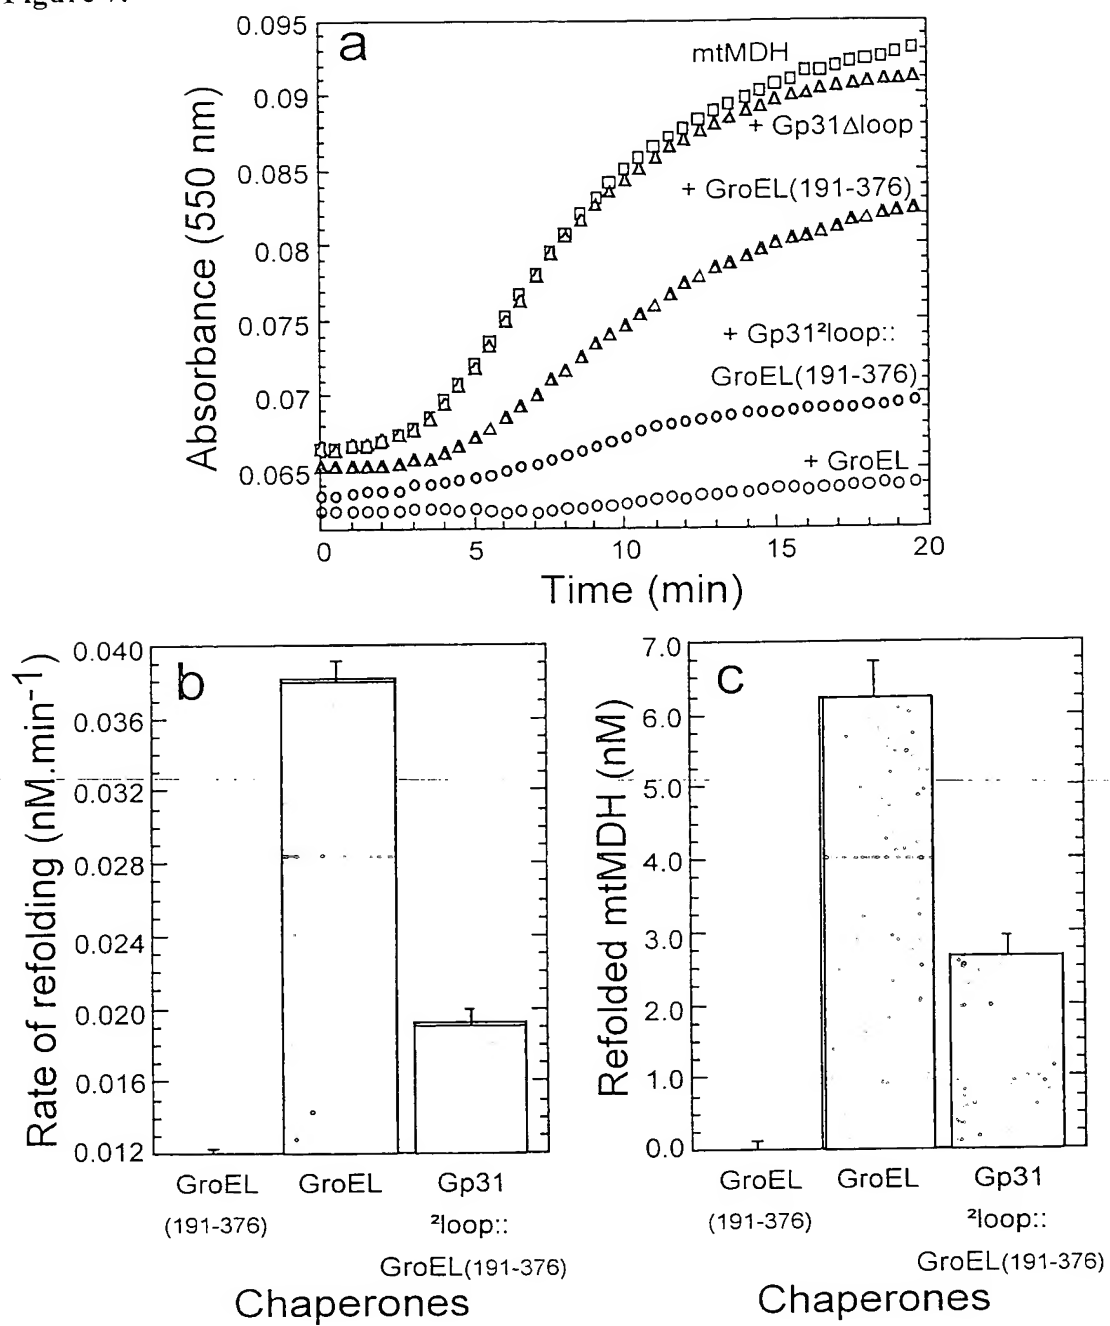 a
0.095
0.09
0.085
0.08
0.075
0.07
0.065
Absorbance (550 nm)
mtMDH
+ Gp31Δloop
+ GroEL(191-376)
+ Gp31²loop::
GroEL(191-376)
+ GroEL
0 5 10 15 20
Time (min)
b
0.040
0.036
0.032
0.028
0.024
0.020
0.016
0.012
Rate of refolding (nM.min-1)
GroEL GroEL Gp31
(191-376) ²loop::
GroEL(191-376)
Chaperones
c
7.0
6.0
5.0
4.0
3.0
2.0
1.0
0.0
Refolded mtMDH (nM)
GroEL GroEL Gp31
(191-376) ²loop::
GroEL(191-376)
Chaperones